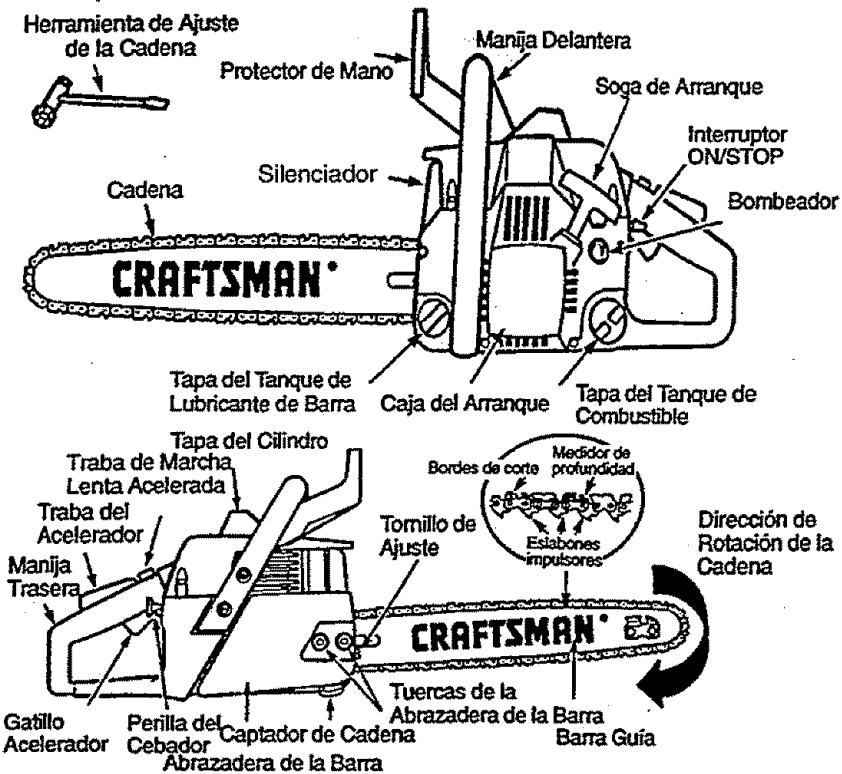 Herramienta de Ajuste
de la Cadena
Protector de Mano
Manija Delantera
Soga de Arranque
Interruptor
ON/STOP
Silenciador
Cadena
Bombeador
CRAFTSMAN
Tapa del Tanque de
Lubricante de Barra
Caja del Arranque
Tapa del Tanque de
Combustible
Tapa del Cilindro
Traba de Marcha
Lenta Acelerada
Traba del
Acelerador
Manija
Trasera
Tornillo de
Ajuste
Bordes de corte
Medidor de
profundidad
Eslabones
impulsores
Dirección de
Rotación de la
Cadena
CRAFTSMAN
Gatillo
Acelerador
Perilla del
Cebador
Captador de Cadena
Abrazadera de la Barra
Tuercas de la
Abrazadera de la Barra
Barra Guía